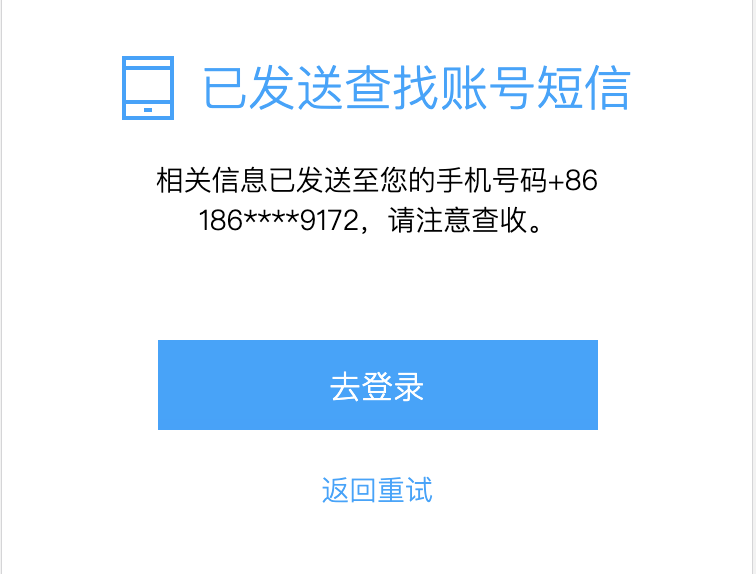 已发送查找账号短信
相关信息已发送至您的手机号码+86
186****9172，请注意查收。
去登录
返回重试